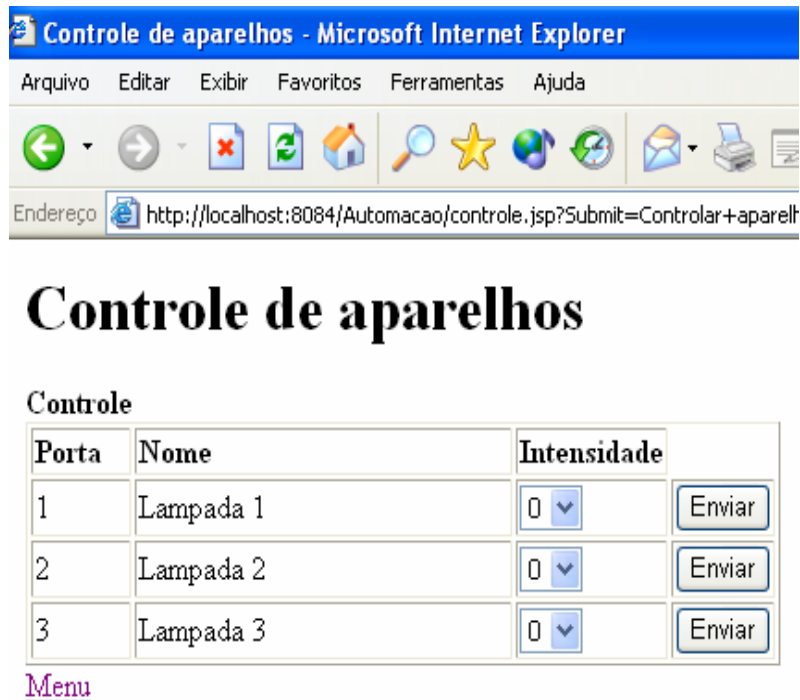 Controle de aparelhos - Microsoft Internet Explorer
Arquivo Editar Exibir Favoritos Ferramentas Ajuda
Endereço http://localhost:8084/Automacao/controle.jsp?Submit=Controlar+aparelh
Controle de aparelhos
Controle
Porta Nome Intensidade
1 Lampada 1 0 Enviar
2 Lampada 2 0 Enviar
3 Lampada 3 0 Enviar
Menu